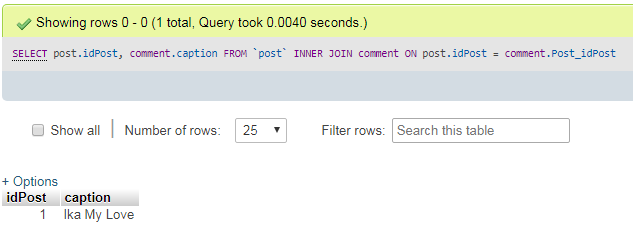 Showing rows 0 - 0 (1 total, Query took 0.0040 seconds.)
SELECT post.idPost, comment.caption FROM `post` INNER JOIN comment ON post.idPost = comment.Post_idPost
Show all | Number of rows: 25 Filter rows: Search this table
+ Options
idPost caption
1 Ika My Love